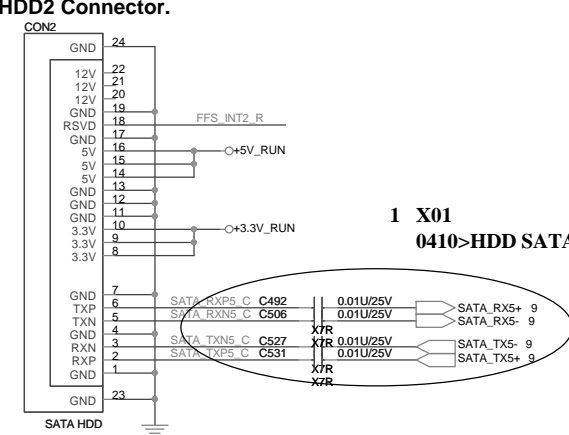 HDD2 Connector.
CON2
GND 24
12V 22
12V 21
12V 20
GND 19
RSVD 18 FFS_INT2_R
GND 17
5V 16 +5V_RUN
5V 15
5V 14
GND 13
GND 12
GND 11
3.3V 10 +3.3V_RUN
3.3V 9
3.3V 8
1 X01
0410>HDD SATA
GND 7
TXP 6 SATA_RXP5_C C492 0.01U/25V SATA_RX5+ 9
TXN 5 SATA_RXN5_C C506 0.01U/25V SATA_RX5- 9
GND 4 X7R
RXN 3 SATA_TXN5_C C527 X7R 0.01U/25V SATA_TX5- 9
RXP 2 SATA_TXP5_C C531 0.01U/25V SATA_TX5+ 9
GND 1 X7R
X7R
GND 23
SATA HDD